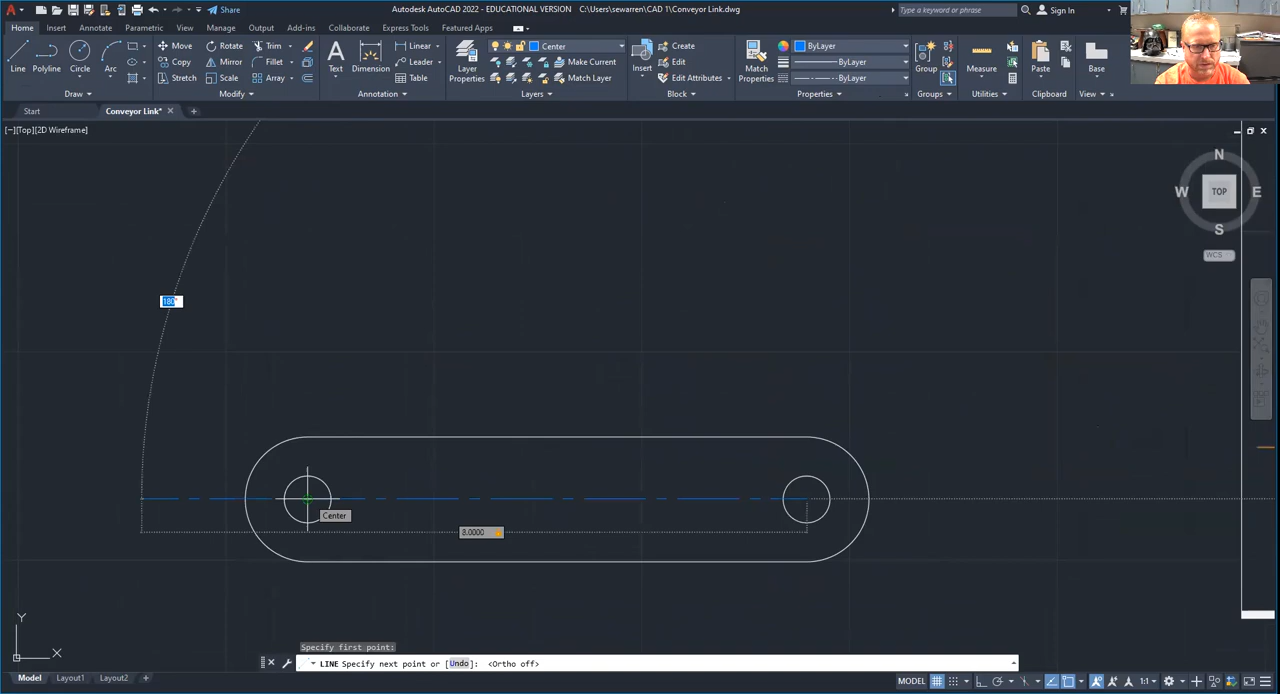 Share
Autodesk AutoCAD 2022 - EDUCATIONAL VERSION C:\Users\sewarren\CAD 1\Conveyor Link.dwg
Type a keyword or phrase
Sign In
Home Insert Annotate Parametric View Manage Output Add-ins Collaborate Express Tools Featured Apps
Line Polyline Circle Arc
Move Rotate Trim
Copy Mirror Fillet
Stretch Scale Array
Text Dimension
Linear
Leader
Table
Layer Properties
Center
Make Current
Match Layer
Insert
Create
Edit
Edit Attributes
Match Properties
ByLayer
ByLayer
ByLayer
Group
Measure
Paste
Base
Draw Modify Annotation Layers Block Properties Groups Utilities Clipboard View
Start Conveyor Link*
[−][Top][2D Wireframe]
N
W TOP E
S
WCS
180°
Center
8.0000
Y
X
Specify first point:
LINE Specify next point or [Undo]: <Ortho off>
Model Layout1 Layout2
MODEL 1:1